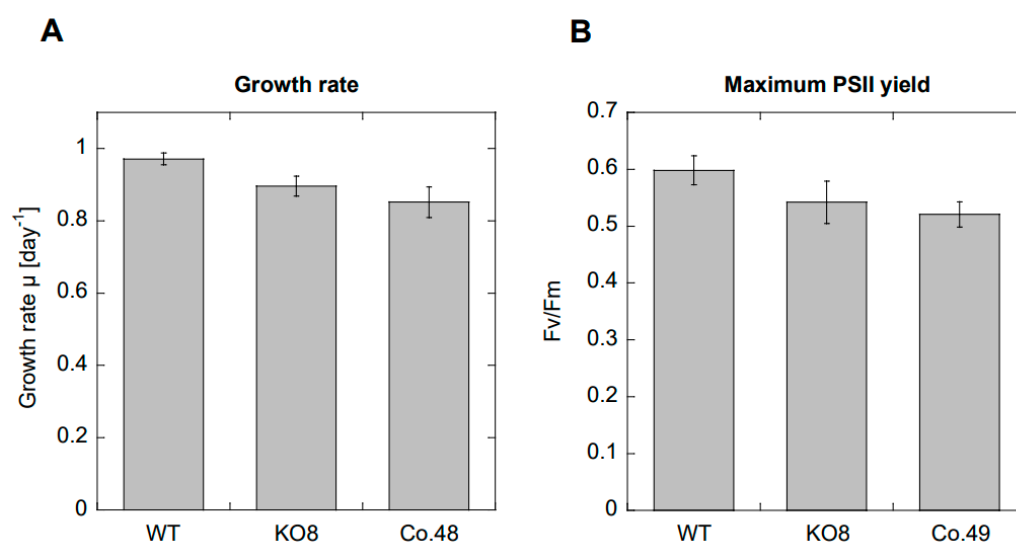 A
Growth rate
Growth rate µ [day-1]
1
0.8
0.6
0.4
0.2
0
WT KO8 Co.48
B
Maximum PSII yield
Fv/Fm
0.7
0.6
0.5
0.4
0.3
0.2
0.1
0
WT KO8 Co.49